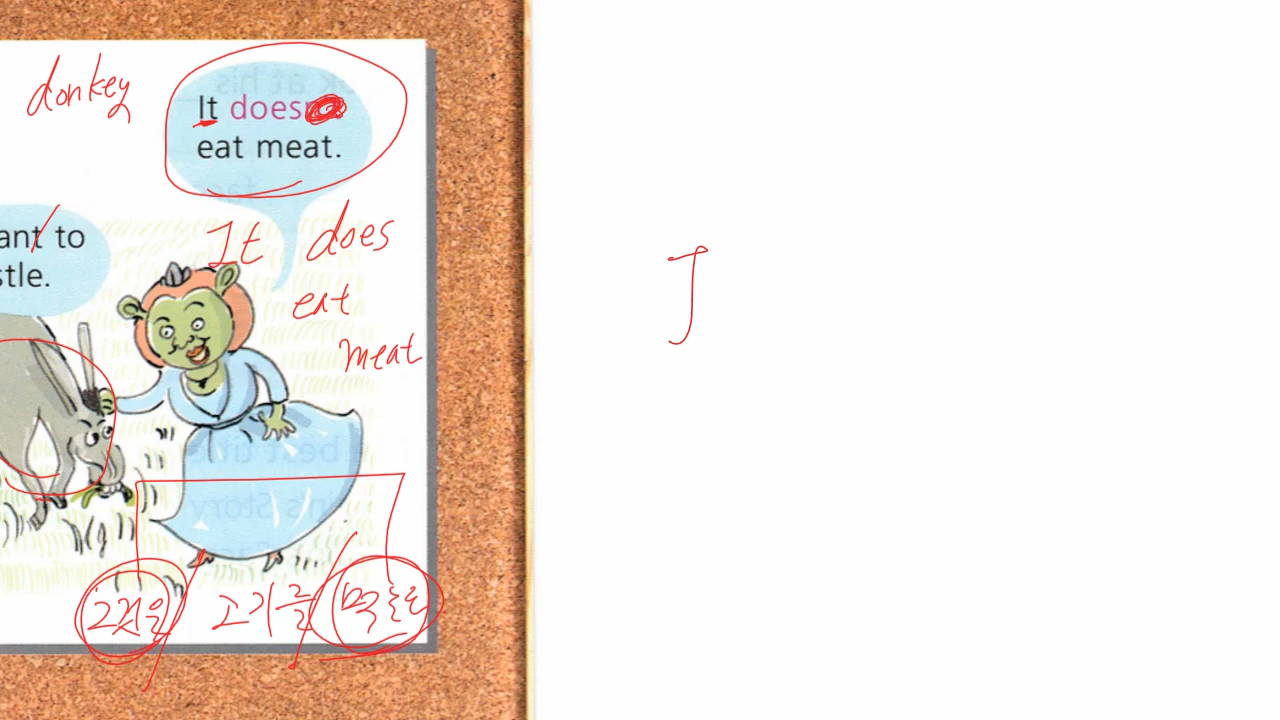 donkey
It does
eat meat.
ant to
stle.
It does
eat
meat
그것은 고기를 먹는다